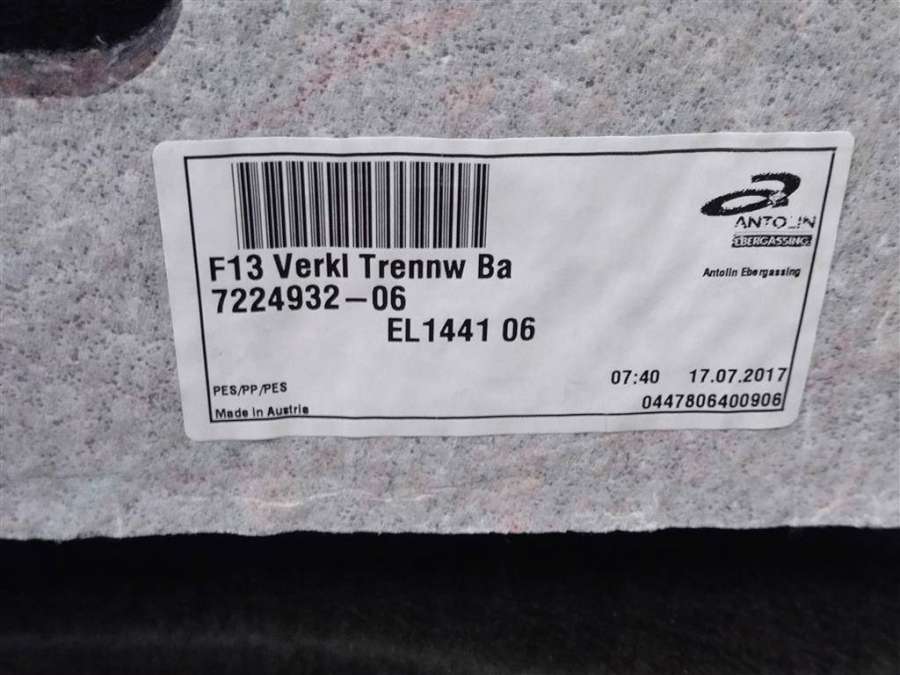 ANTOLIN
EBERGASSING
Antolin Ebergassing
F13 Verkl Trennw Ba
7224932-06
EL1441 06
PES/PP/PES
07:40 17.07.2017
Made in Austria
0447806400906